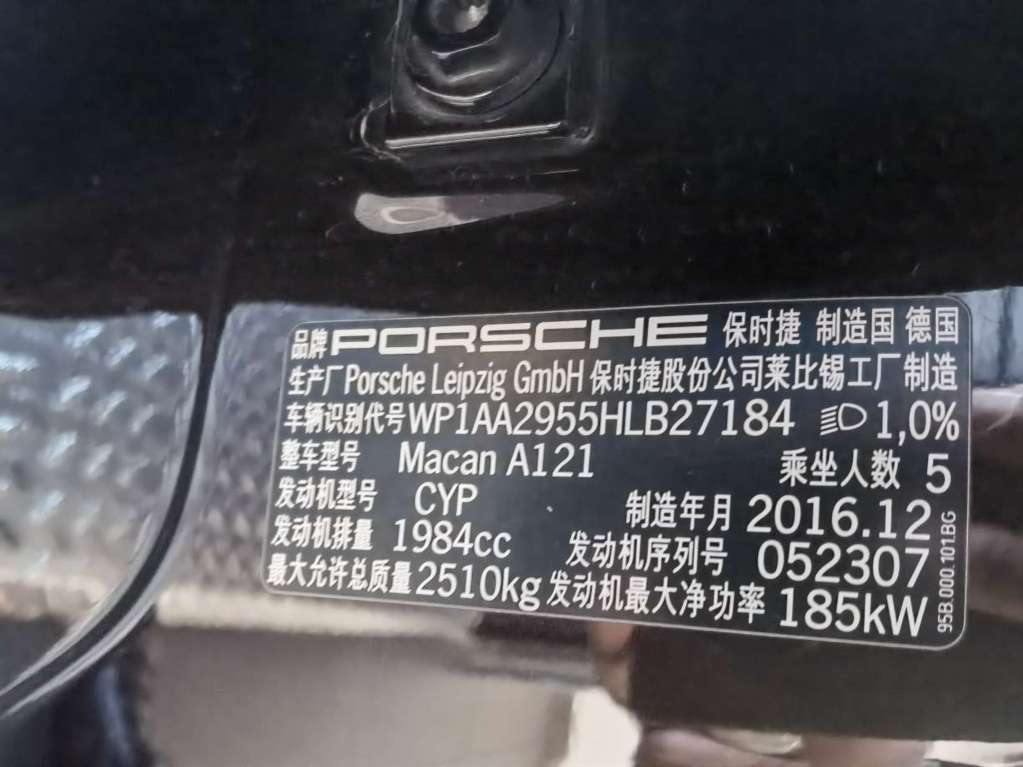 品牌 PORSCHE 保时捷 制造国 德国
生产厂 Porsche Leipzig GmbH 保时捷股份公司莱比锡工厂制造
车辆识别代号 WP1AA2955HLB27184 1,0%
整车型号 Macan A121 乘坐人数 5
发动机型号 CYP 制造年月 2016.12
发动机排量 1984cc 发动机序列号 052307
最大允许总质量 2510kg 发动机最大净功率 185kW
95B.000.101.BG